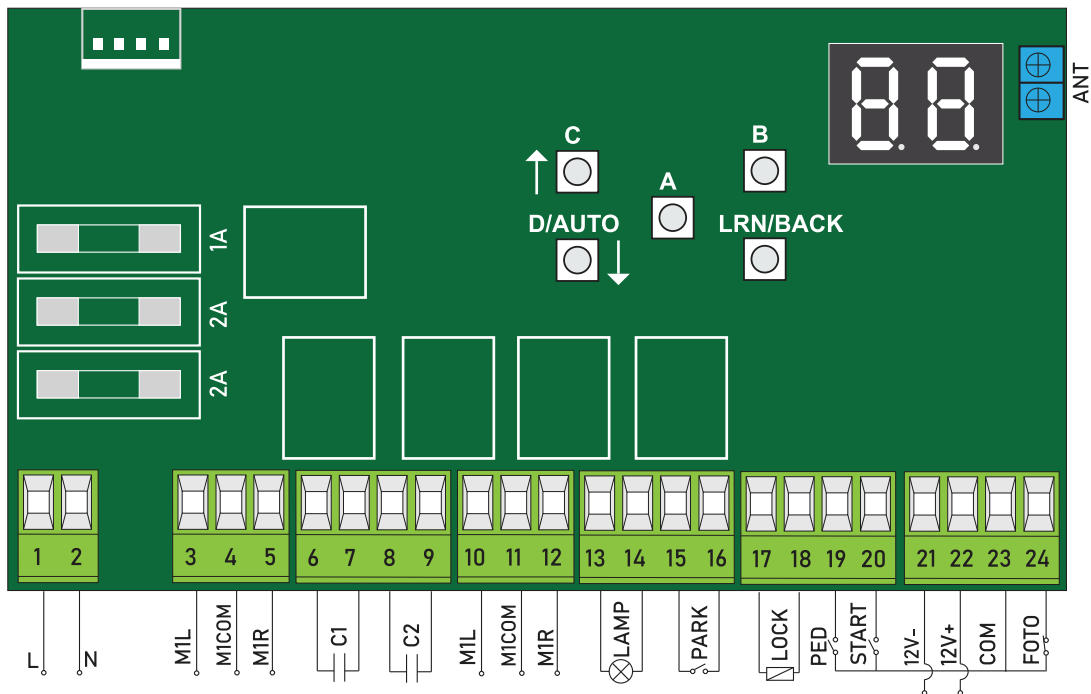 88
ANT
C
B
A
D/AUTO
LRN/BACK
1A
2A
2A
1 2 3 4 5 6 7 8 9 10 11 12 13 14 15 16 17 18 19 20 21 22 23 24
L N M1L M1COM M1R C1 C2 M1L M1COM M1R LAMP PARK LOCK PED START 12V- 12V+ COM FOTO